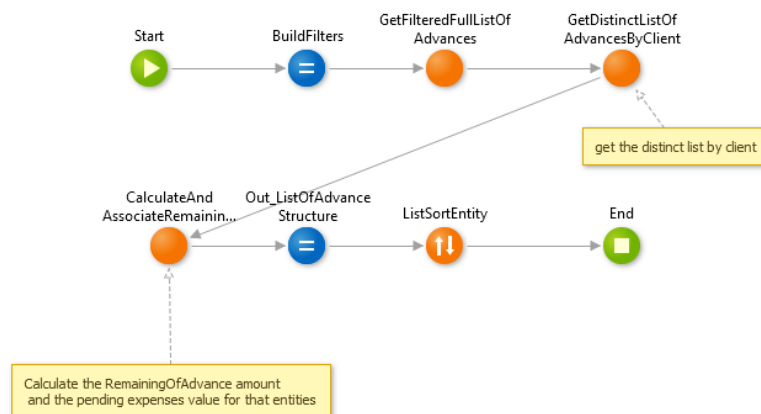 Start
BuildFilters
GetFilteredFullListOf
Advances
GetDistinctListOf
AdvancesByClient
get the distinct list by client
CalculateAnd
AssociateRemainin...
Out_ListOfAdvance
Structure
ListSortEntity
End
Calculate the RemainingOfAdvance amount
and the pending expenses value for that entities